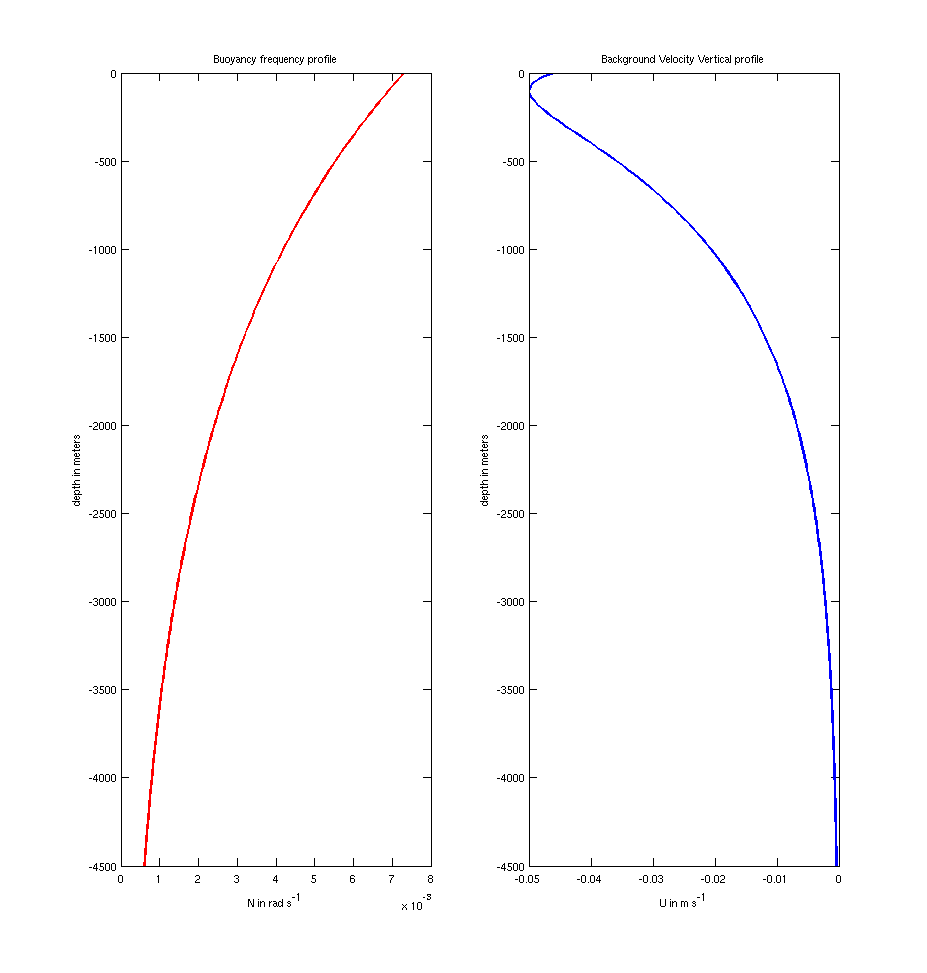 Buoyancy frequency profile
0
-500
-1000
-1500
-2000
-2500
-3000
-3500
-4000
-4500
depth in meters
0 1 2 3 4 5 6 7 8
N in rad s-1
x 10-3
Background Velocity Vertical profile
0
-500
-1000
-1500
-2000
-2500
-3000
-3500
-4000
-4500
depth in meters
-0.05 -0.04 -0.03 -0.02 -0.01 0
U in m s-1